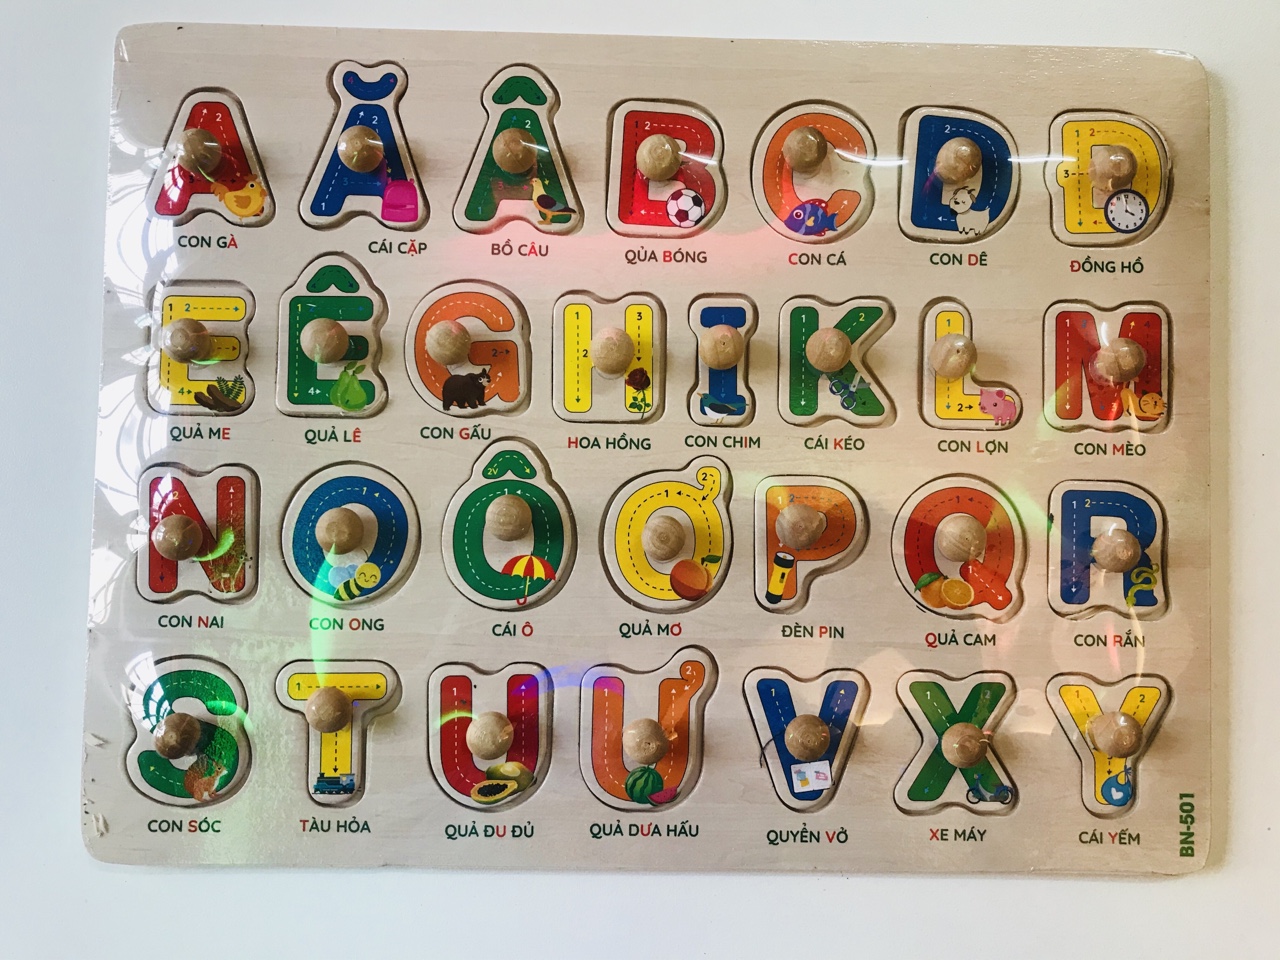 A Ă Â B C D Đ
CON GÀ CÁI CẶP BỒ CÂU QỦA BÓNG CON CÁ CON DÊ ĐỒNG HỒ
E Ê G H I K L M
QUẢ ME QUẢ LÊ CON GẤU HOA HỒNG CON CHIM CÁI KÉO CON LỢN CON MÈO
N O Ô Ơ P Q R
CON NAI CON ONG CÁI Ô QUẢ MƠ ĐÈN PIN QUẢ CAM CON RẮN
S T U Ư V X Y
CON SÓC TÀU HỎA QUẢ ĐU ĐỦ QUẢ DƯA HẤU QUYỂN VỞ XE MÁY CÁI YẾM
BN-501